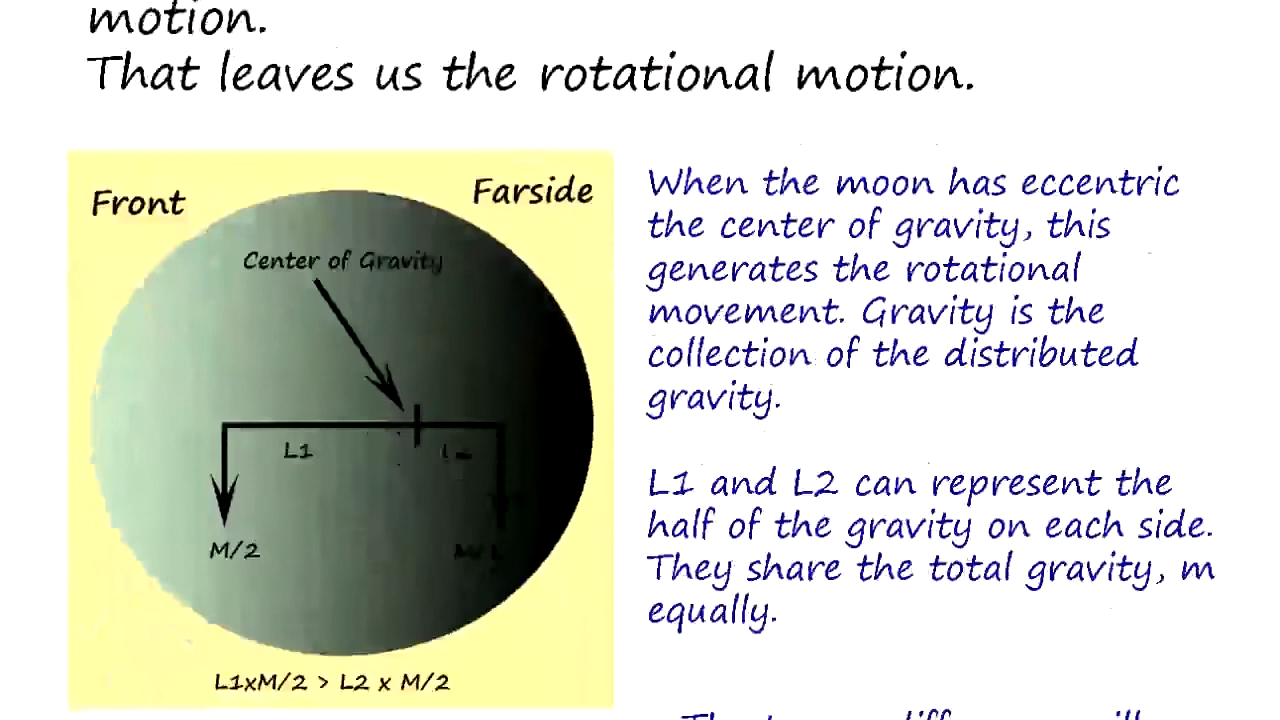 motion.
That leaves us the rotational motion.
Front
Farside
Center of Gravity
L1
M/2
L1xM/2 > L2 x M/2
When the moon has eccentric
the center of gravity, this
generates the rotational
movement. Gravity is the
collection of the distributed
gravity.
L1 and L2 can represent the
half of the gravity on each side.
They share the total gravity, m
equally.